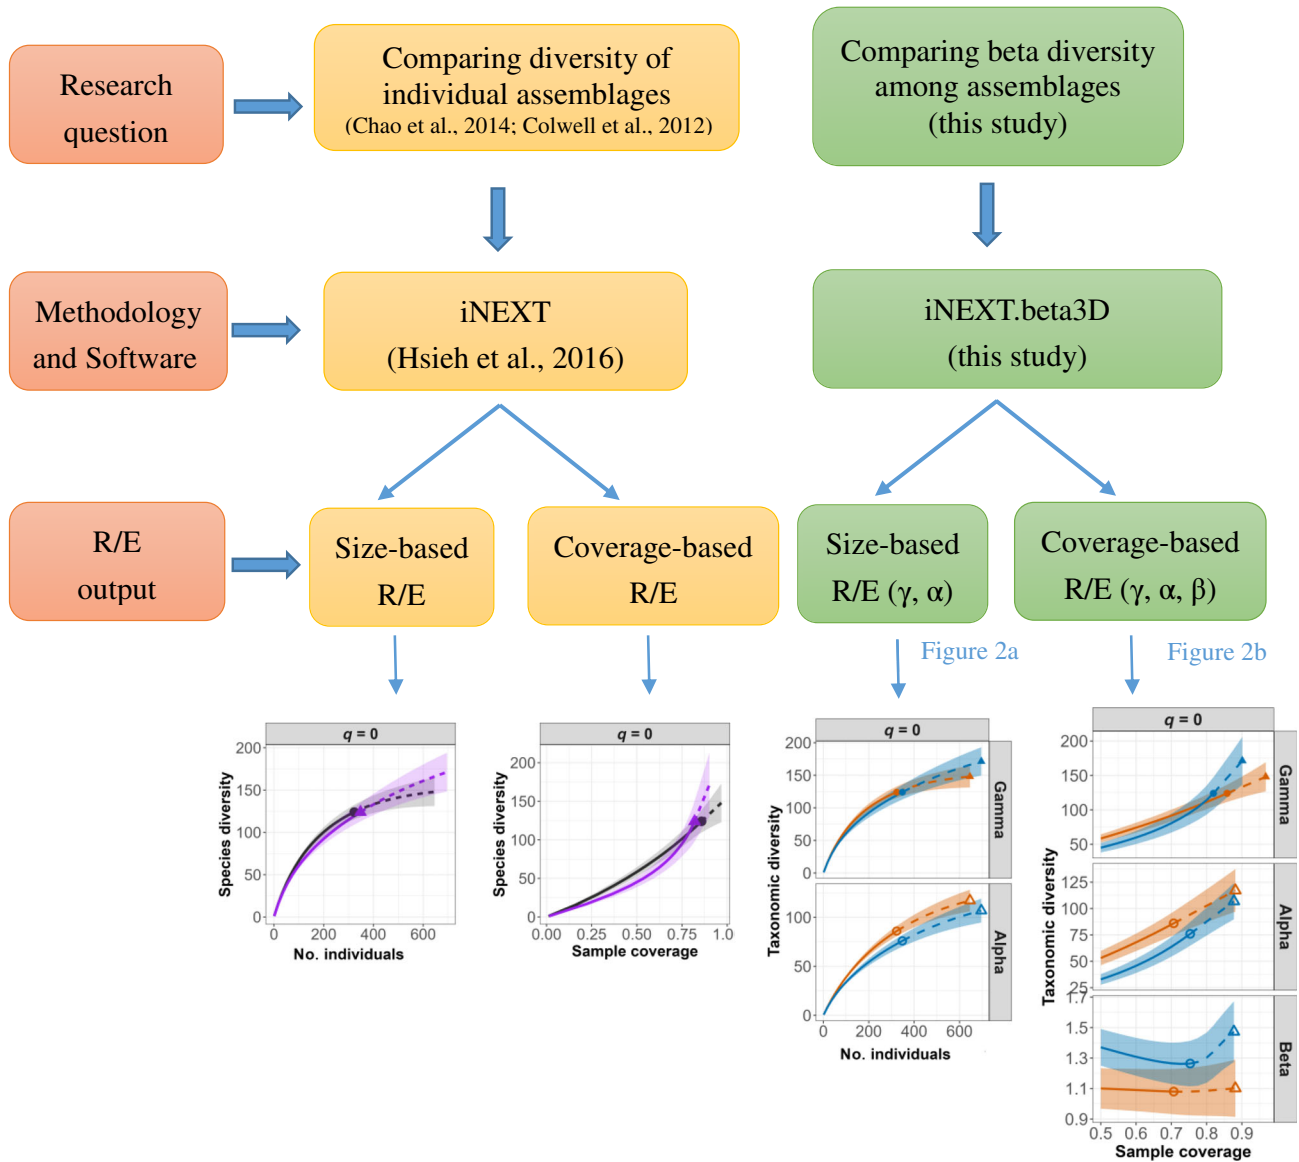 Research
question
Comparing diversity of
individual assemblages
(Chao et al., 2014; Colwell et al., 2012)
Comparing beta diversity
among assemblages
(this study)
Methodology
and Software
iNEXT
(Hsieh et al., 2016)
iNEXT.beta3D
(this study)
R/E
output
Size-based
R/E
Coverage-based
R/E
Size-based
R/E (γ, α)
Coverage-based
R/E (γ, α, β)
Figure 2a
Figure 2b
q = 0
Species diversity
200
150
100
50
0
0 200 400 600
No. individuals
q = 0
Species diversity
200
150
100
50
0
0.00 0.25 0.50 0.75 1.0
Sample coverage
q = 0
Taxonomic diversity
200
150
100
50
0
Gamma
100
50
0
Alpha
0 200 400 600
No. individuals
q = 0
Taxonomic diversity
200
150
100
50
Gamma
125
100
75
50
25
Alpha
1.7
1.5
1.3
1.1
0.9
Beta
0.5 0.6 0.7 0.8 0.9
Sample coverage